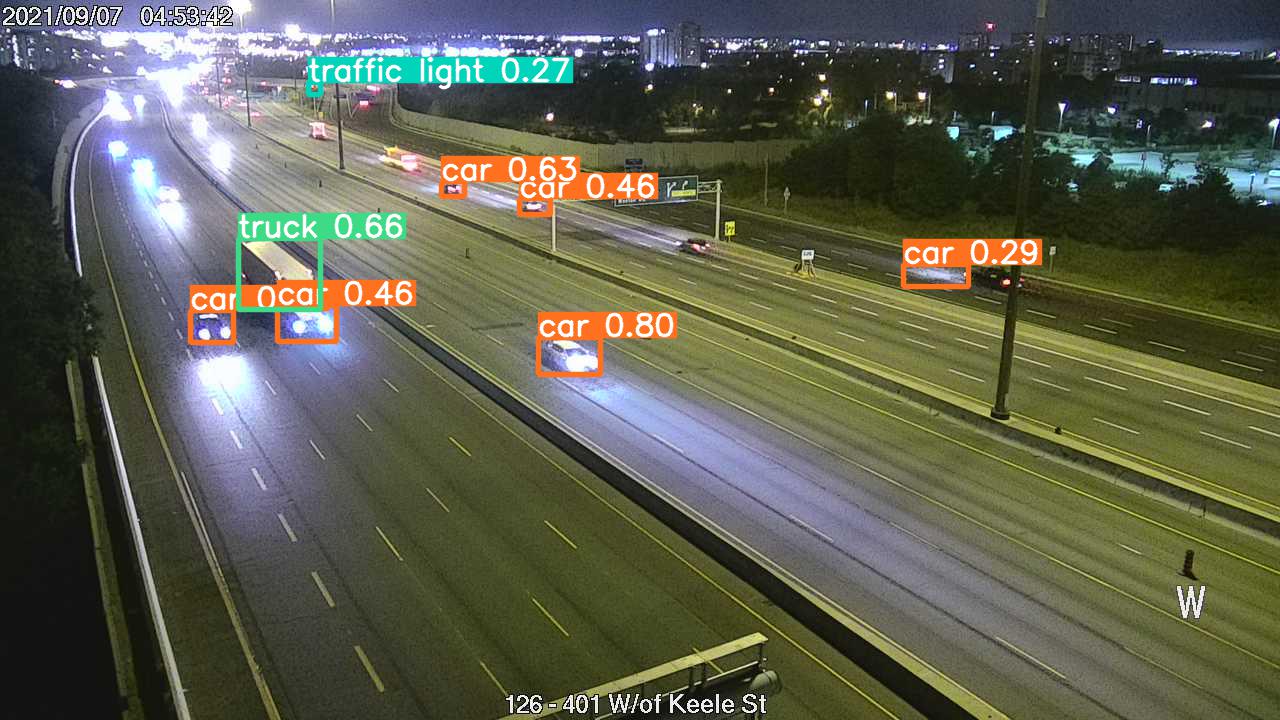 2021/09/07 04:53:42
traffic light 0.27
car 0.63
car 0.46
truck 0.66
car 0.29
car 0
car 0.46
car 0.80
W
126 - 401 W/of Keele St